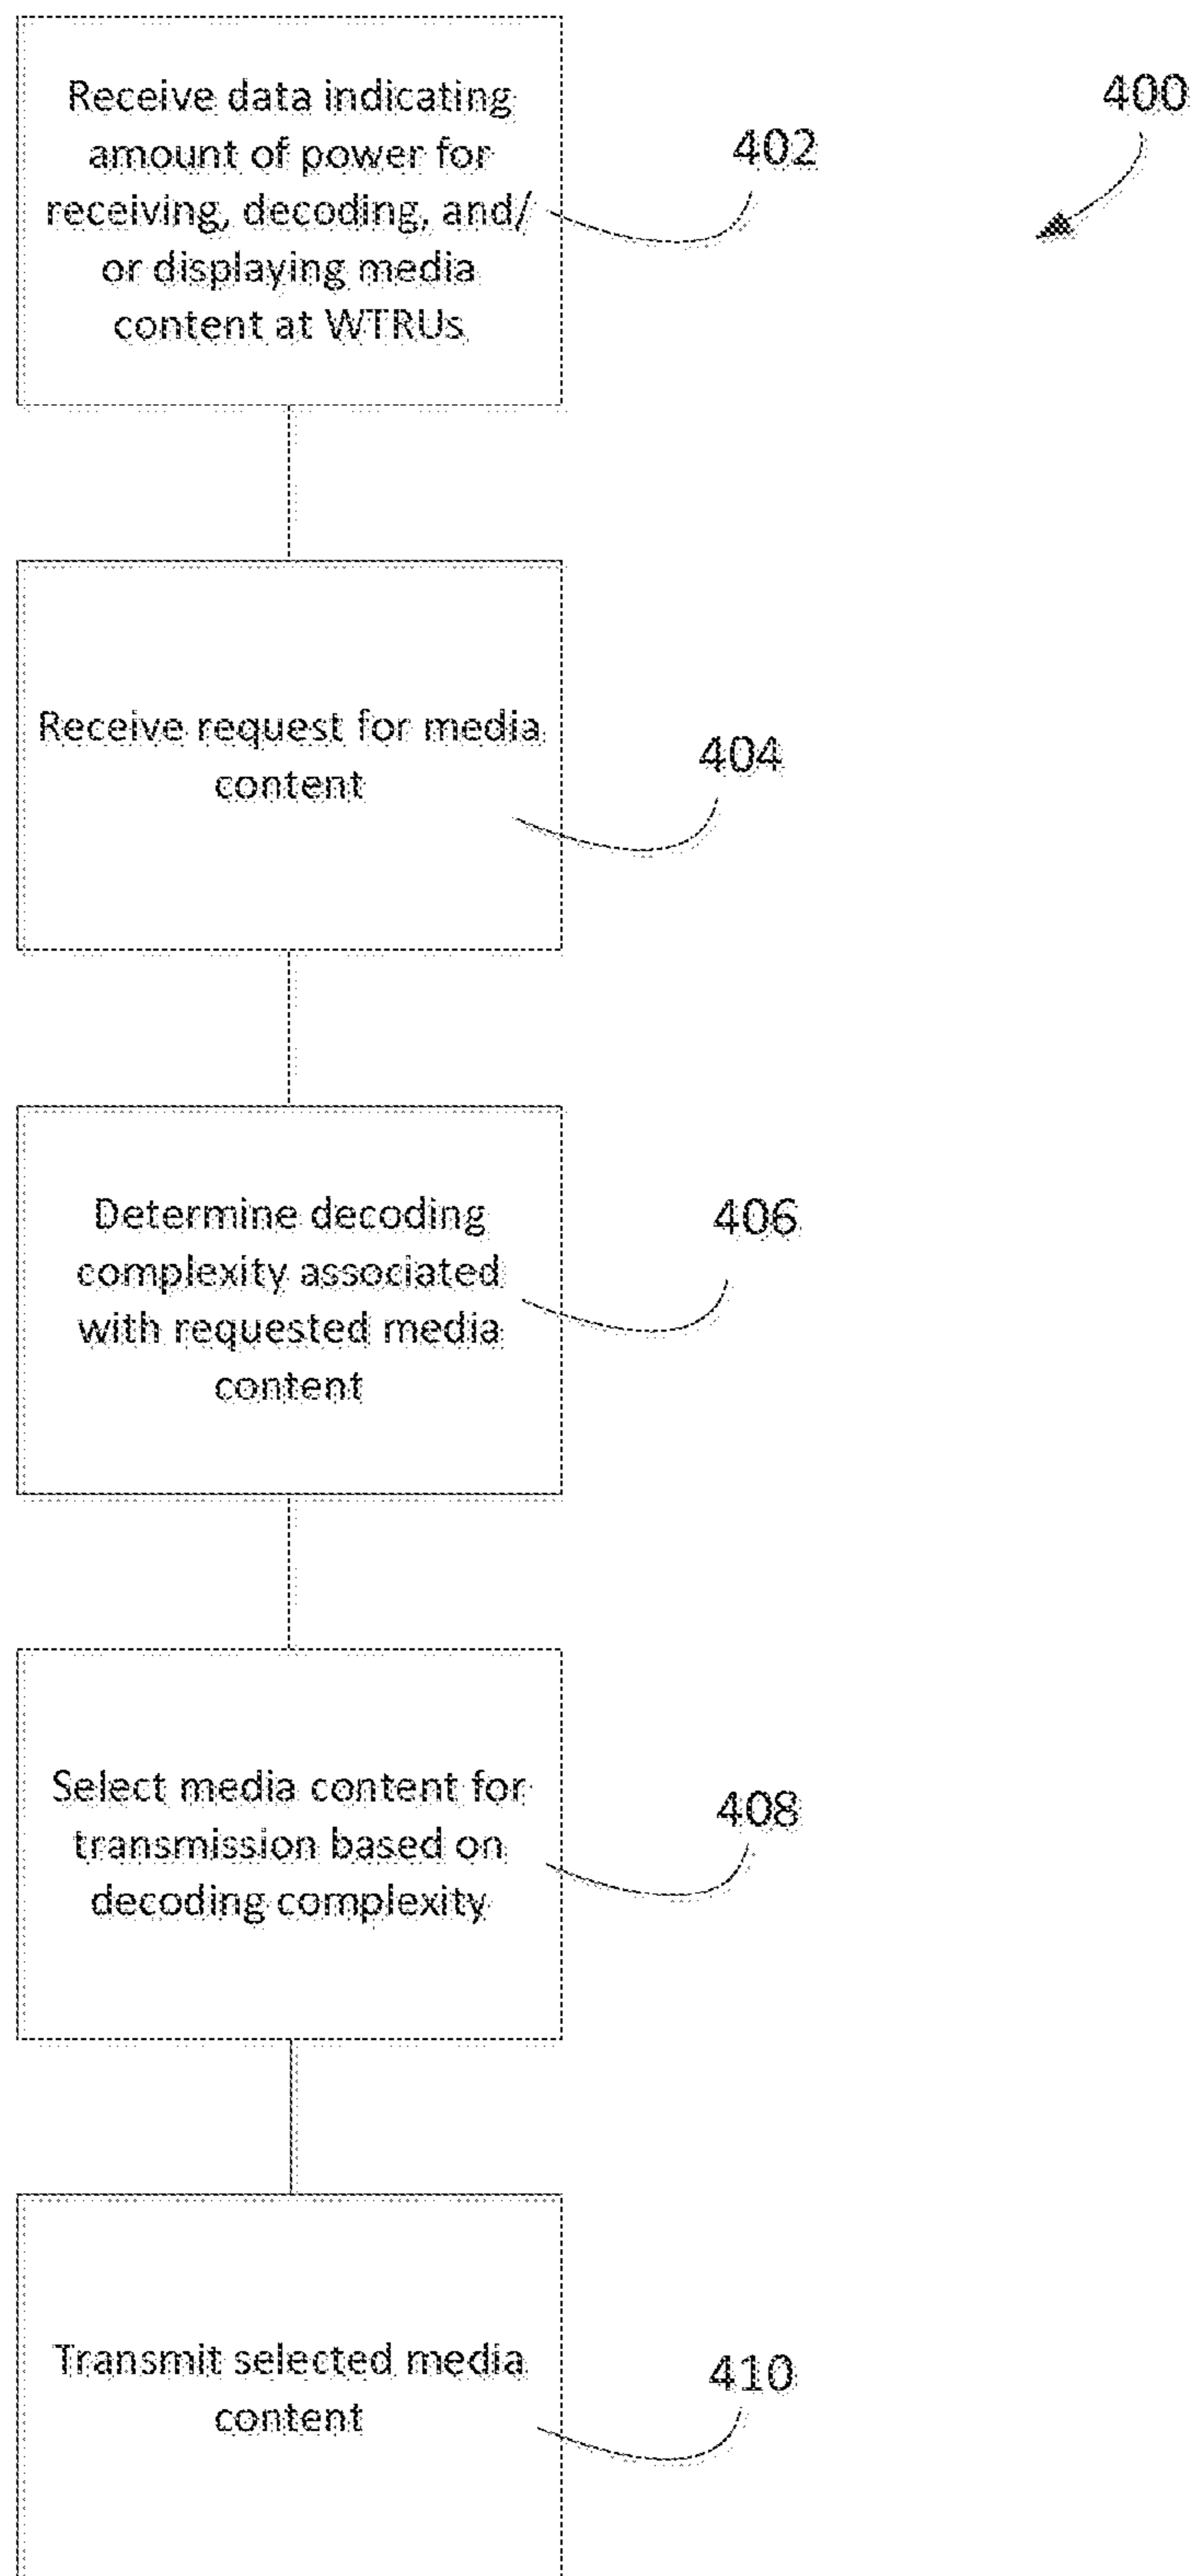 Receive data indicating
amount of power for
receiving, decoding, and/
or displaying media
content at WTRUs
402
400
Receive request for media
content
404
Determine decoding
complexity associated
with requested media
content
406
Select media content for
transmission based on
decoding complexity
408
Transmit selected media
content
410